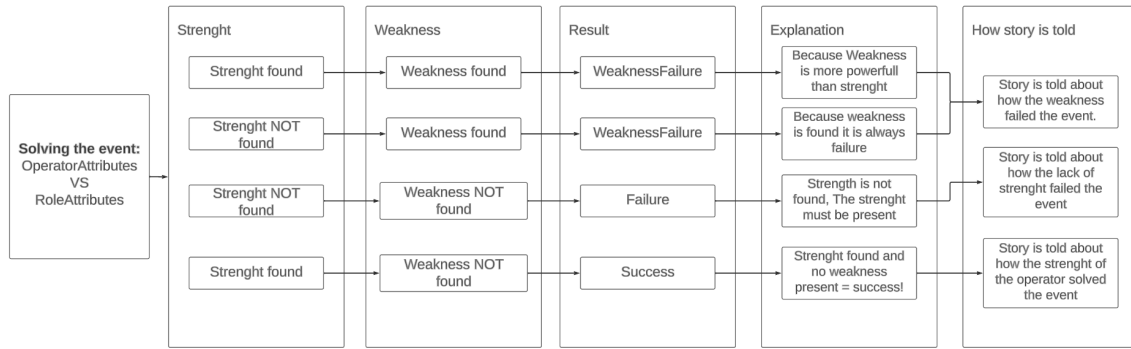 Solving the event:
OperatorAttributes
VS
RoleAttributes
Strenght
Strenght found
Strenght NOT
found
Strenght NOT
found
Strenght found
Weakness
Weakness found
Weakness found
Weakness NOT
found
Weakness NOT
found
Result
WeaknessFailure
WeaknessFailure
Failure
Success
Explanation
Because Weakness
is more powerfull
than strenght
Because weakness
is found it is always
failure
Strength is not
found, The strenght
must be present
Strenght found and
no weakness
present = success!
How story is told
Story is told about
how the weakness
failed the event.
Story is told about
how the lack of
strenght failed the
event
Story is told about
how the strenght of
the operator solved
the event